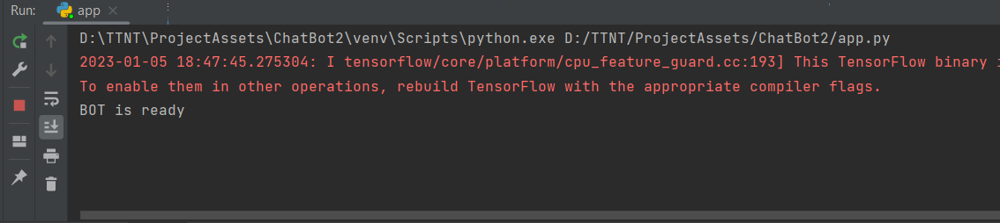 Run:
app
D:\TTNT\ProjectAssets\ChatBot2\venv\Scripts\python.exe D:/TTNT/ProjectAssets/ChatBot2/app.py
2023-01-05 18:47:45.275304: I tensorflow/core/platform/cpu_feature_guard.cc:193] This TensorFlow binary
To enable them in other operations, rebuild TensorFlow with the appropriate compiler flags.
BOT is ready